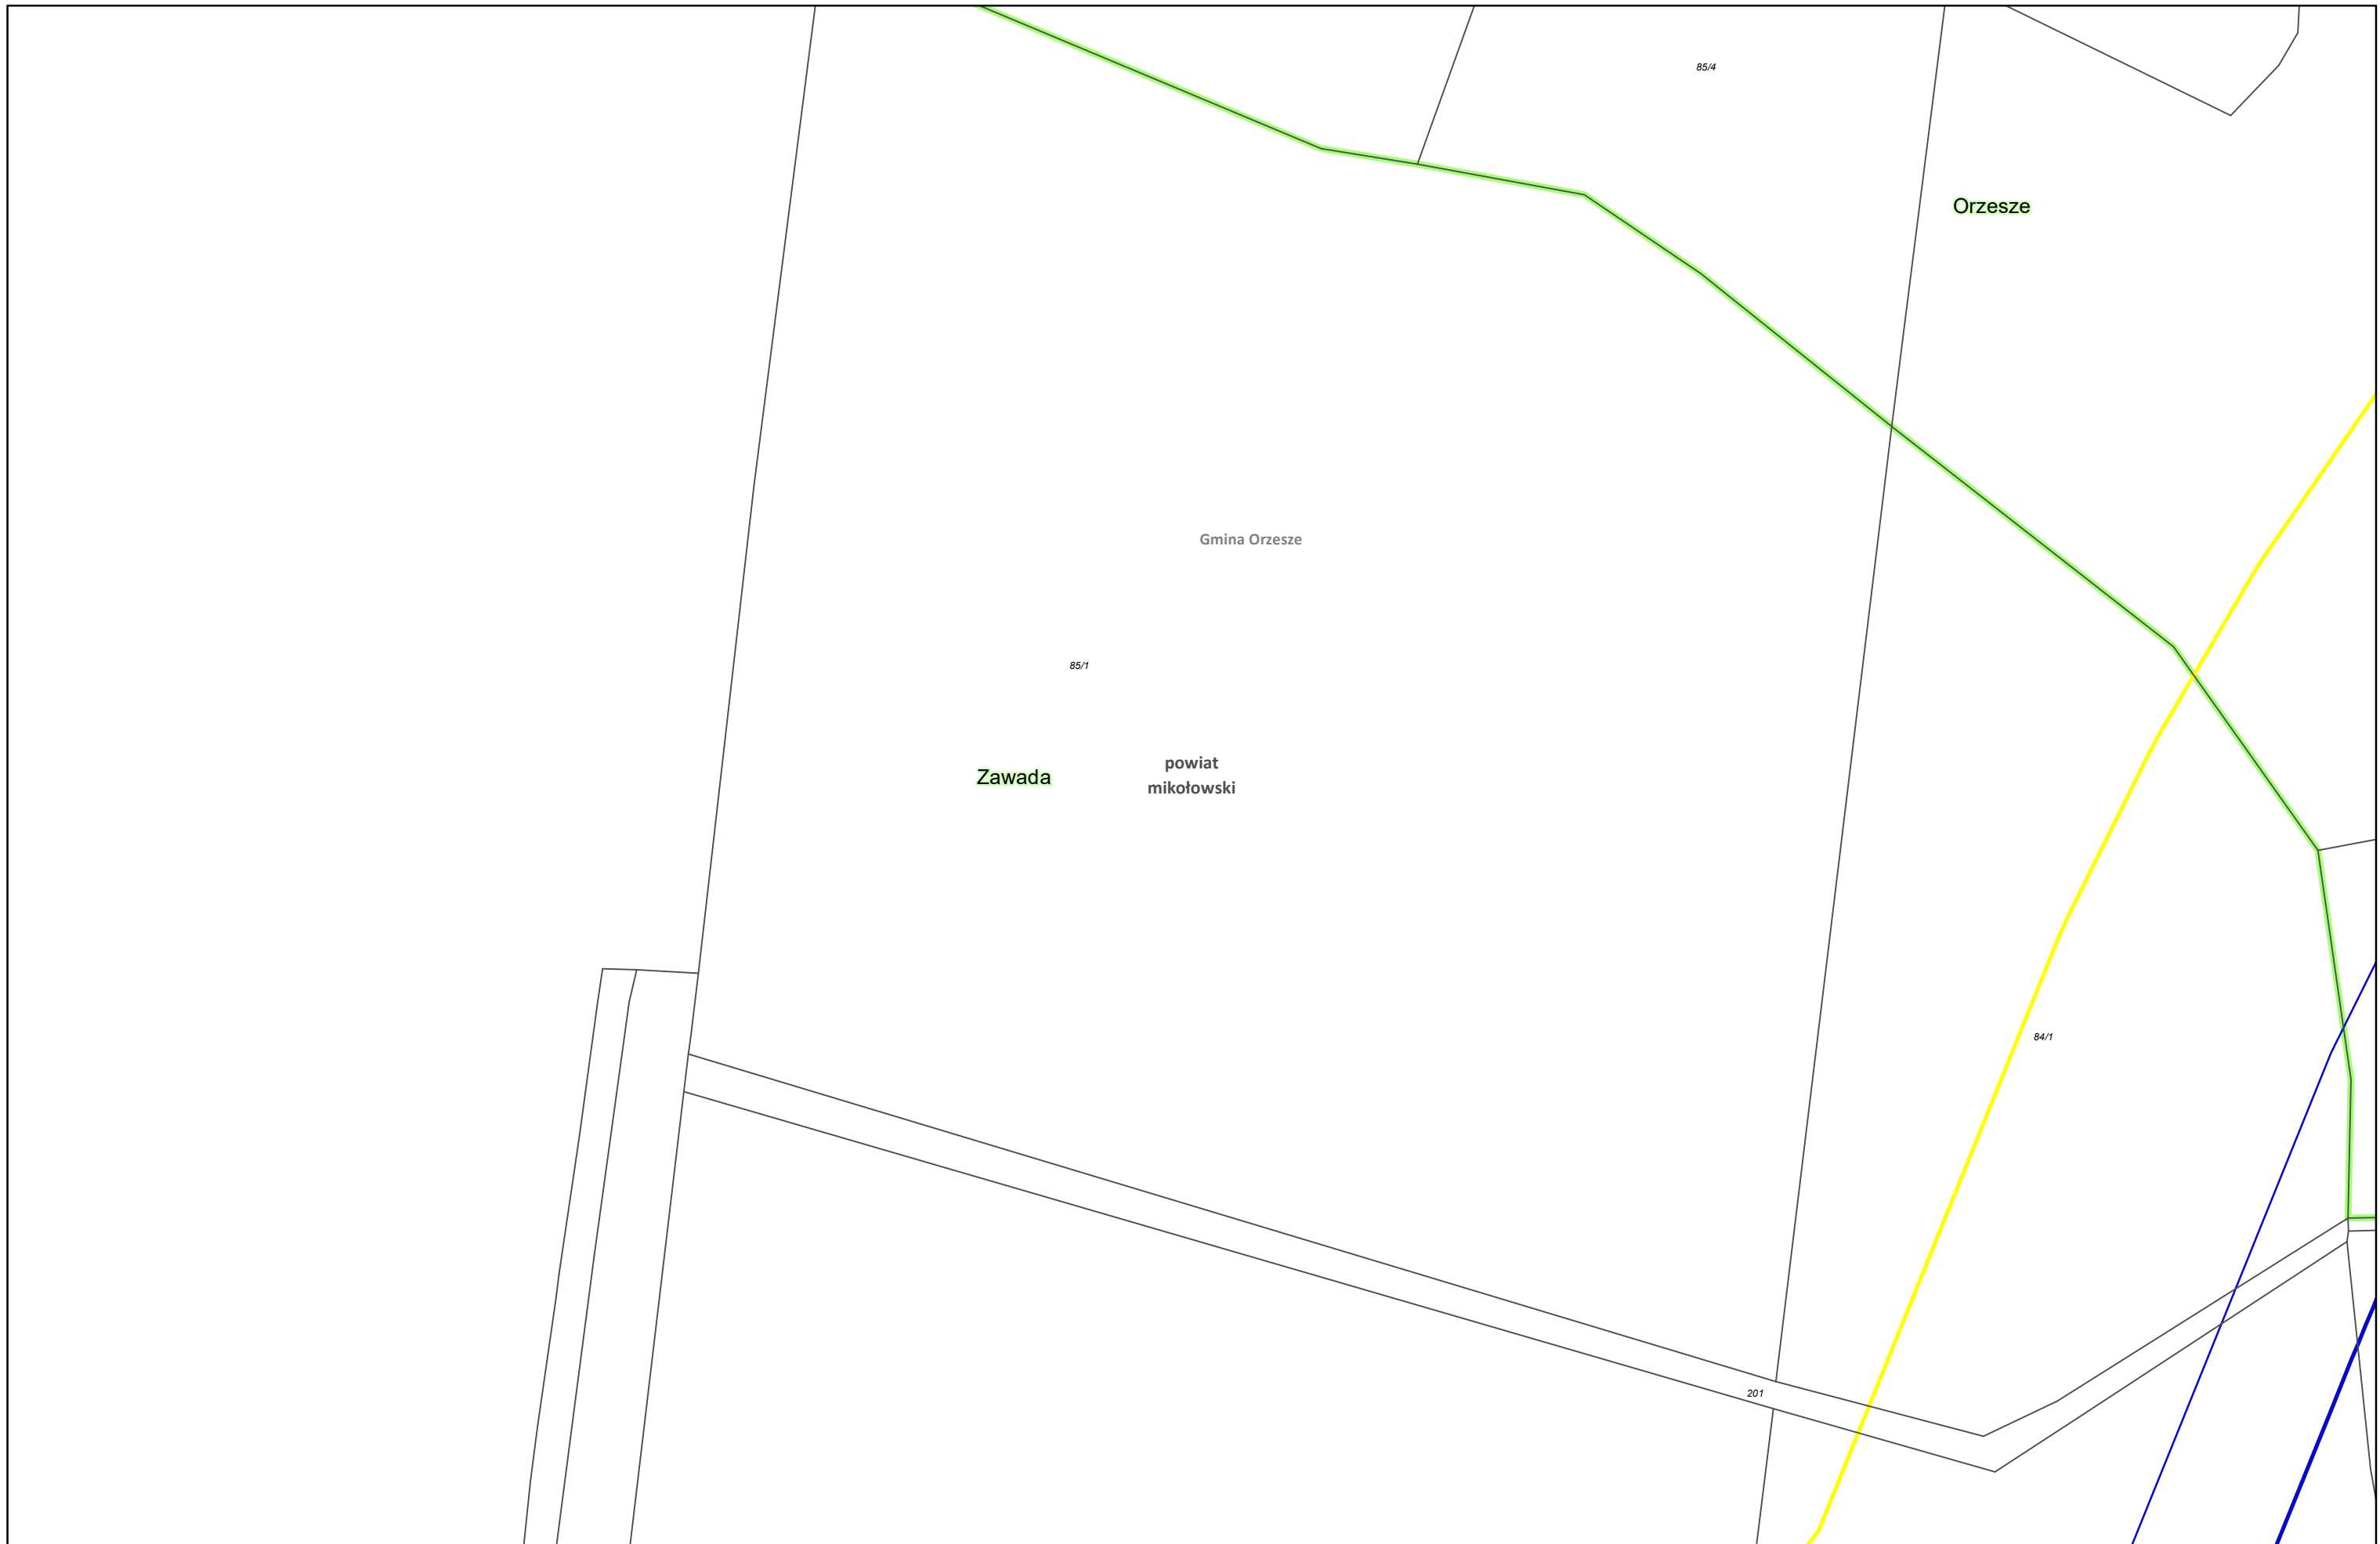 85/4
Orzesze
Gmina Orzesze
85/1
Zawada
powiat
mikołowski
84/1
201